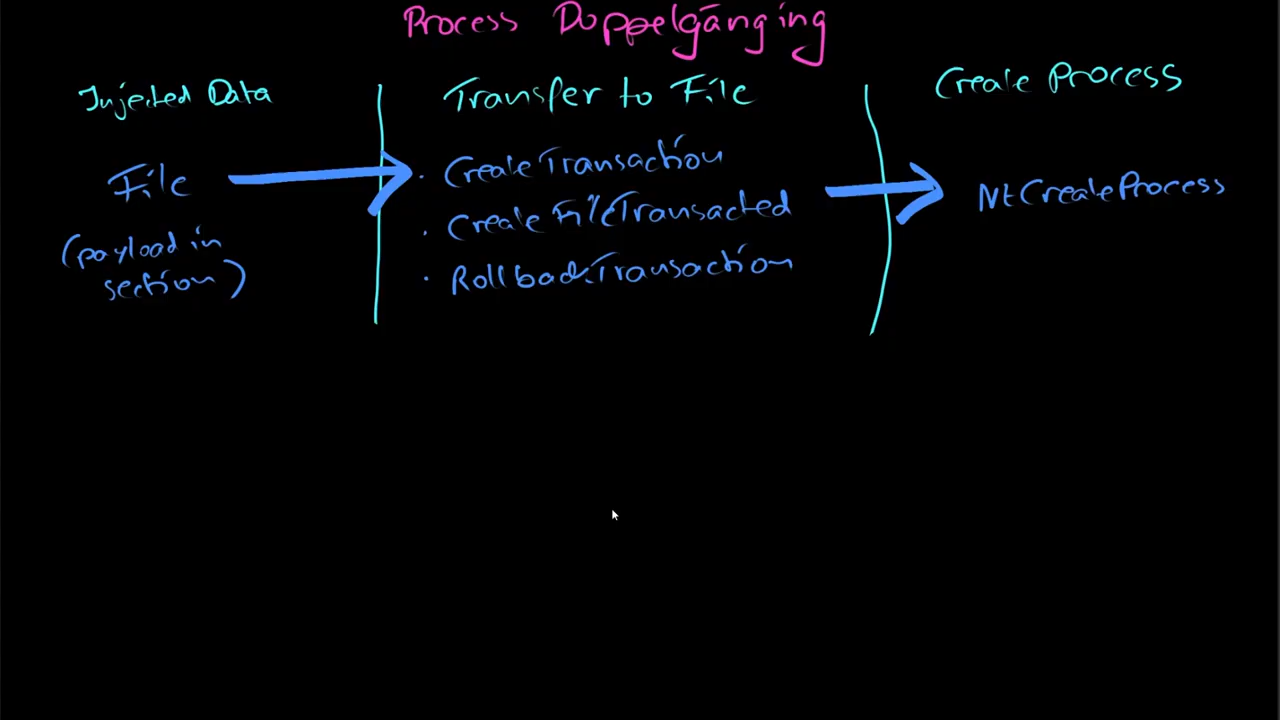 Process Doppelgänging
Injected Data
File
(payload in
section)
Transfer to File
· CreateTransaction
· CreateFileTransacted
· RollbackTransaction
Create Process
NtCreateProcess